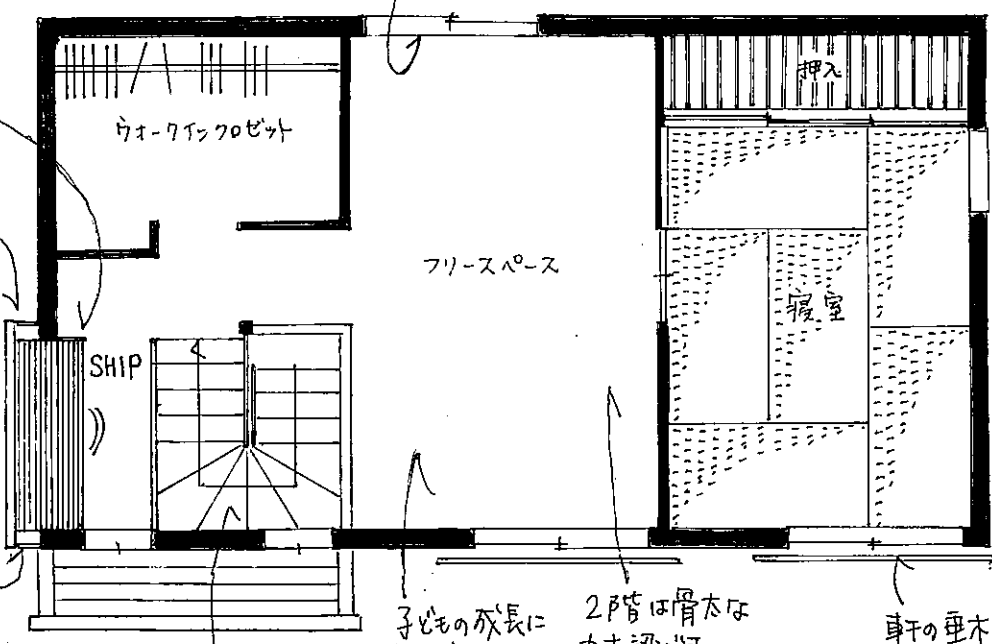 押入
ウォークインクロゼット
フリースペース
寝室
SHIP
子どもの成長に
2階は骨太な
軒の垂木